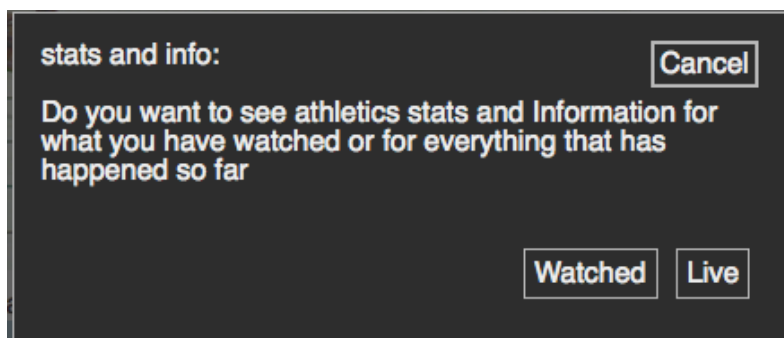 stats and info:
Cancel
Do you want to see athletics stats and Information for
what you have watched or for everything that has
happened so far
Watched
Live